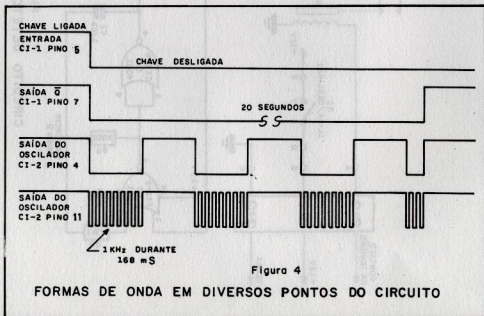 CHAVE LIGADA
ENTRADA
CI-1 PINO 5
CHAVE DESLIGADA
SAÍDA Q̅
CI-1 PINO 7
20 SEGUNDOS
SAÍDA DO
OSCILADOR
CI-2 PINO 4
SAÍDA DO
OSCILADOR
CI-2 PINO 11
1KHz DURANTE
160 mS
Figura 4
FORMAS DE ONDA EM DIVERSOS PONTOS DO CIRCUITO